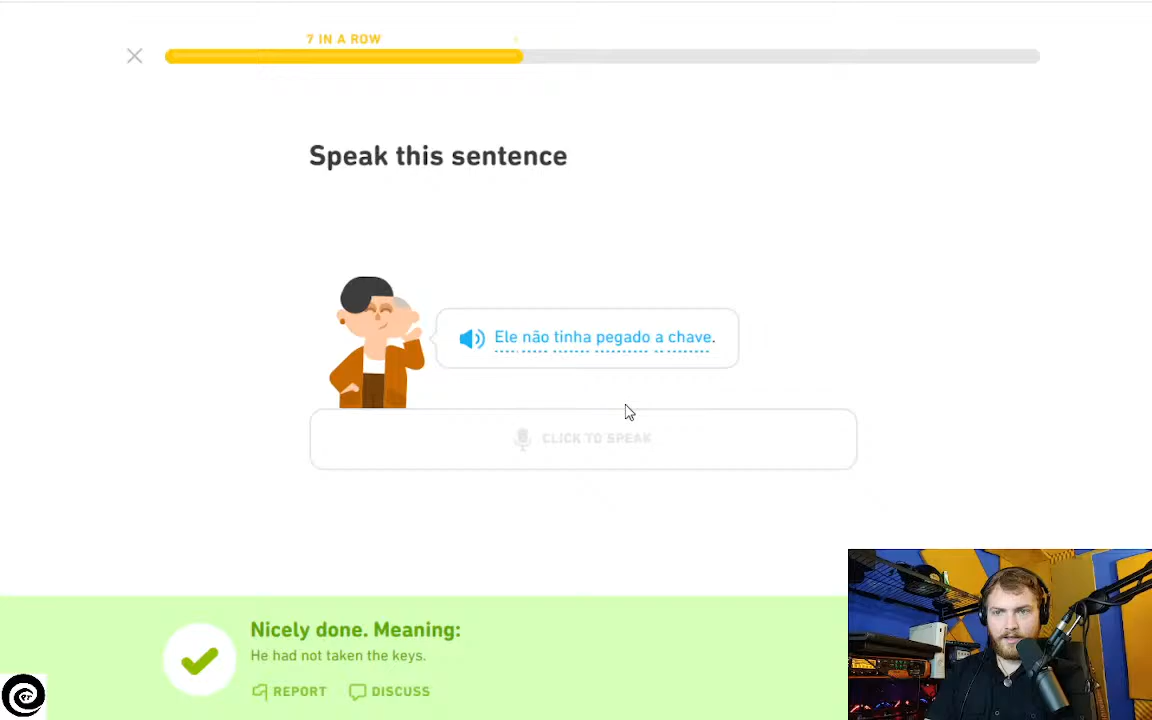 7 IN A ROW
Speak this sentence
Ele não tinha pegado a chave.
CLICK TO SPEAK
Nicely done. Meaning:
He had not taken the keys.
REPORT
DISCUSS